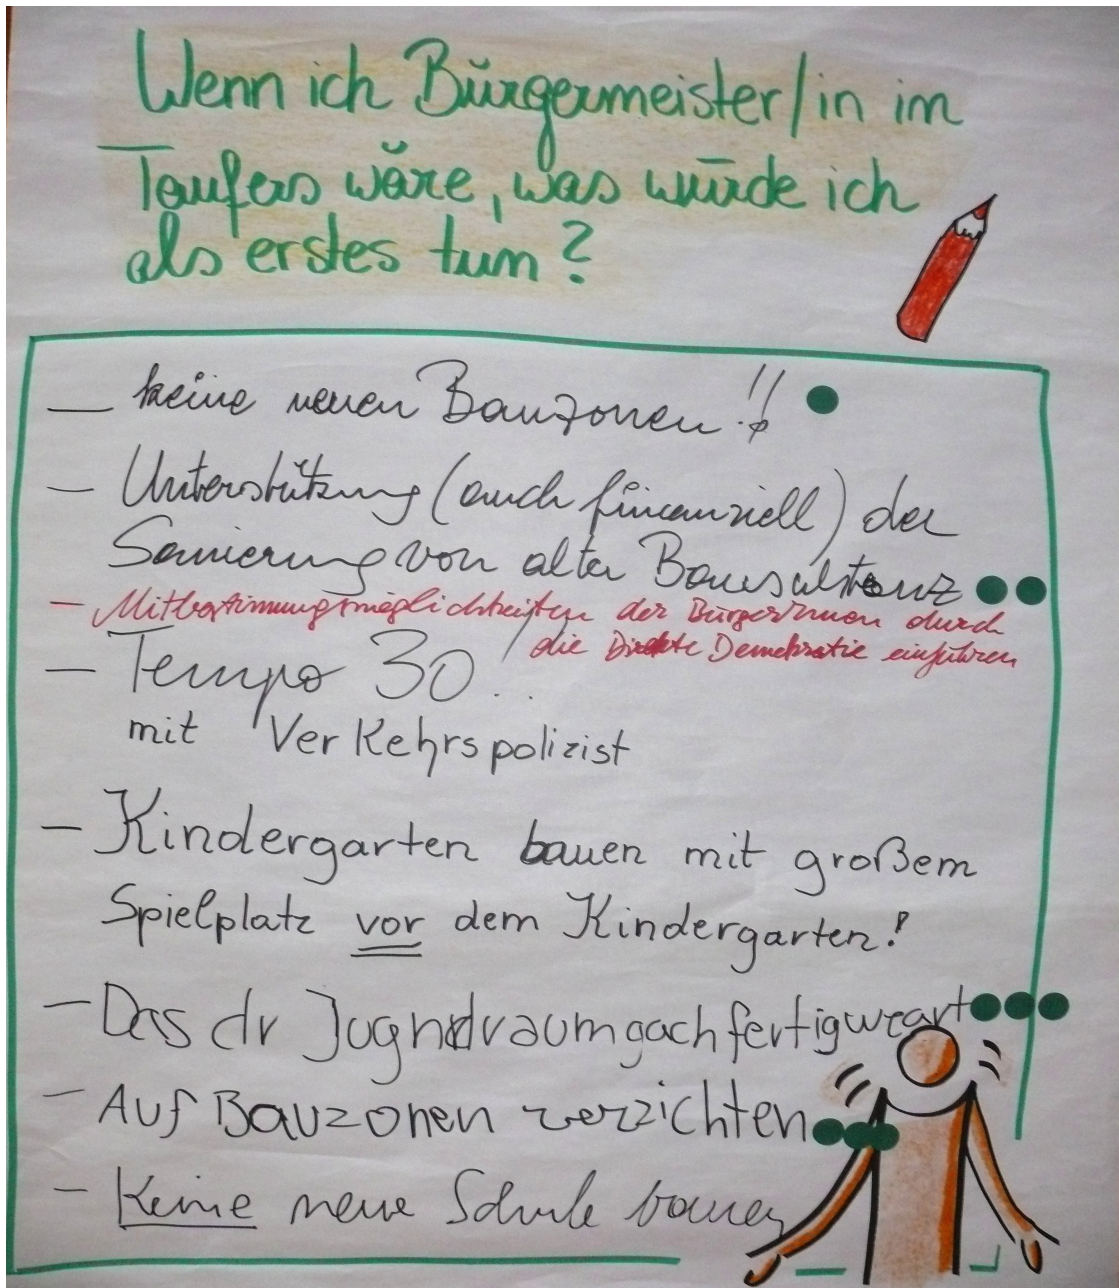 Wenn ich Bürgermeister/in im
Taufers wäre, was würde ich
als erstes tun?
— keine neuen Bauzonen!!
— Unterstützung (auch finanziell) der
Sanierung von alter Bausubstanz
— Mitbestimmungsmöglichkeiten der BürgerInnen durch
die Direkte Demokratie einführen
— Tempo 30!..
mit Verkehrspolizist
— Kindergarten bauen mit großem
Spielplatz vor dem Kindergarten!
— Das dr Jugndraum gach fertig weart
— Auf Bauzonen verzichten
— Keine neue Schule bauen